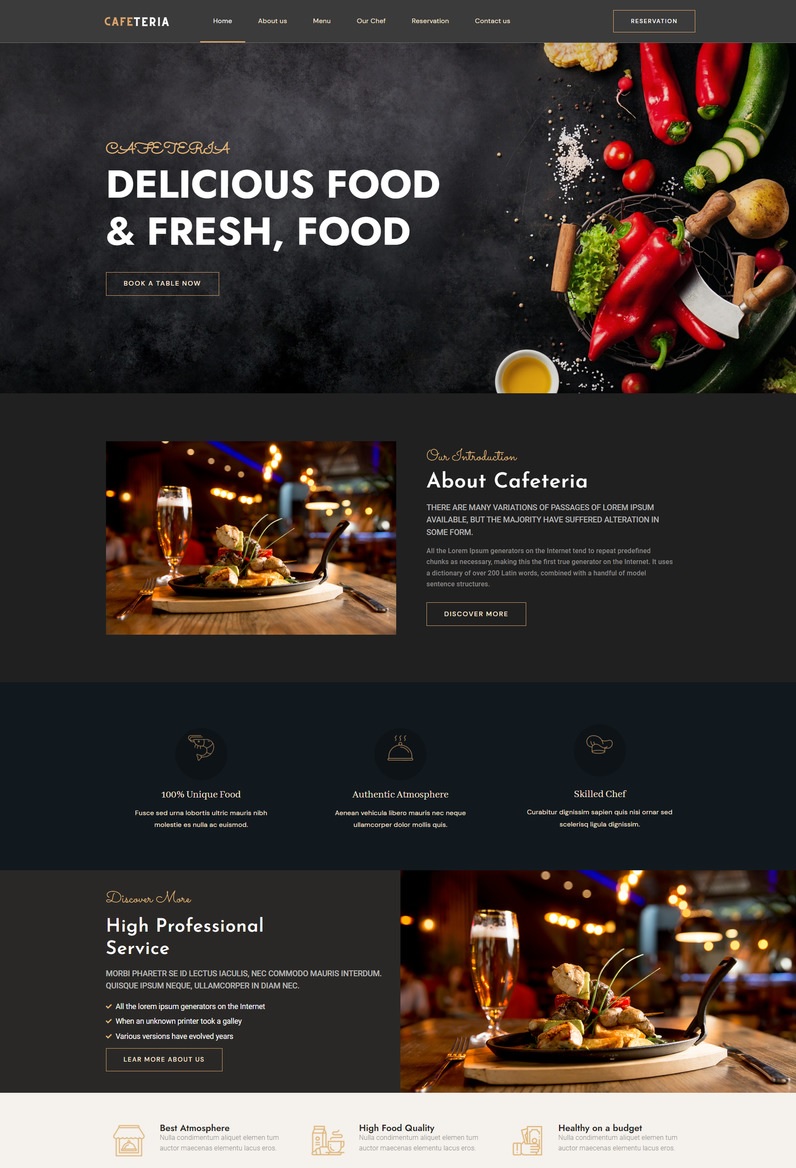 CAFETERIA
Home
About us
Menu
Our Chef
Reservation
Contact us
RESERVATION
CAFETERIA
DELICIOUS FOOD
& FRESH, FOOD
BOOK A TABLE NOW
Our Introduction
About Cafeteria
THERE ARE MANY VARIATIONS OF PASSAGES OF LOREM IPSUM
AVAILABLE, BUT THE MAJORITY HAVE SUFFERED ALTERATION IN
SOME FORM.
All the Lorem Ipsum generators on the Internet tend to repeat predefined
chunks as necessary, making this the first true generator on the Internet. It uses
a dictionary of over 200 Latin words, combined with a handful of model
sentence structures.
DISCOVER MORE
100% Unique Food
Fusce sed urna lobortis ultric mauris nibh
molestie es nulla ac euismod.
Authentic Atmosphere
Aenean vehicula libero mauris nec neque
ullamcorper dolor mollis quis.
Skilled Chef
Curabitur dignissim sapien quis nisi ornar sed
scelerisq ligula dignissim.
Discover More
High Professional
Service
MORBI PHARETR SE ID LECTUS IACULIS, NEC COMMODO MAURIS INTERDUM.
QUISQUE IPSUM NEQUE, ULLAMCORPER IN DIAM NEC.
All the lorem ipsum generators on the Internet
When an unknown printer took a galley
Various versions have evolved years
LEAR MORE ABOUT US
Best Atmosphere
Nulla condimentum aliquet elemen tum
auctor maecenas elementu lacus eros.
High Food Quality
Nulla condimentum aliquet elemen tum
auctor maecenas elementu lacus eros.
Healthy on a budget
Nulla condimentum aliquet elemen tum
auctor maecenas elementu lacus eros.